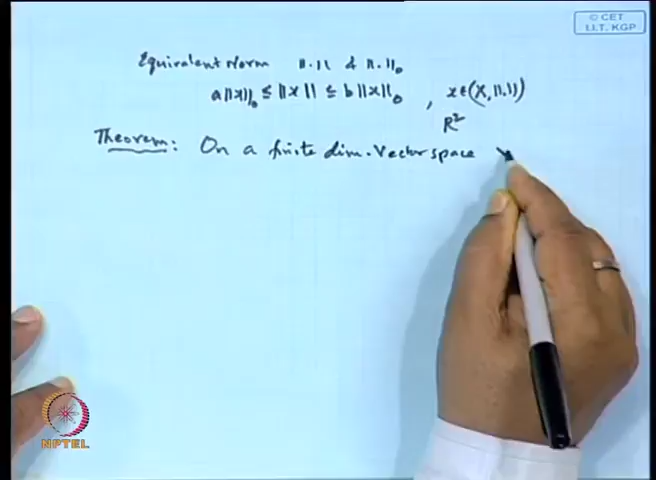 © CET
I.I.T. KGP
Equivalent Norm ||.|| & ||.||₀
a||x||₀ ≤ ||x|| ≤ b||x||₀ , x ∈ (X, ||.||)
R²
Theorem: On a finite dim. Vector space
NPTEL